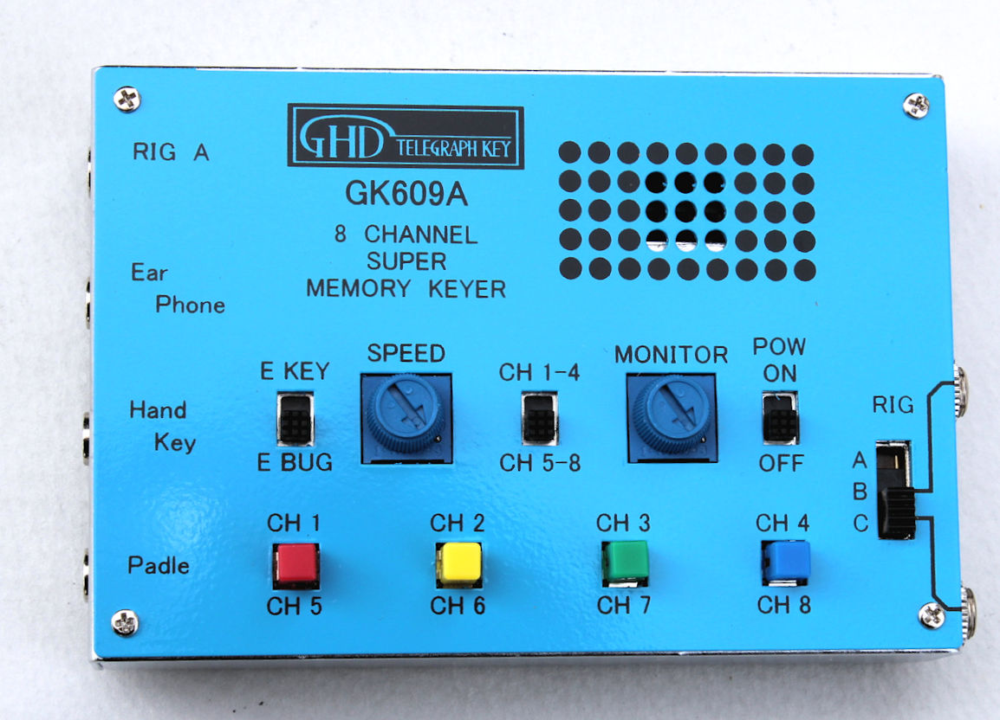 RIG A
GHD TELEGRAPH KEY
GK609A
8 CHANNEL
SUPER
MEMORY KEYER
Ear
Phone
SPEED
MONITOR
POW
ON
E KEY
CH 1-4
RIG
Hand
Key
E BUG
CH 5-8
OFF
A
B
C
CH 1
CH 2
CH 3
CH 4
Padle
CH 5
CH 6
CH 7
CH 8